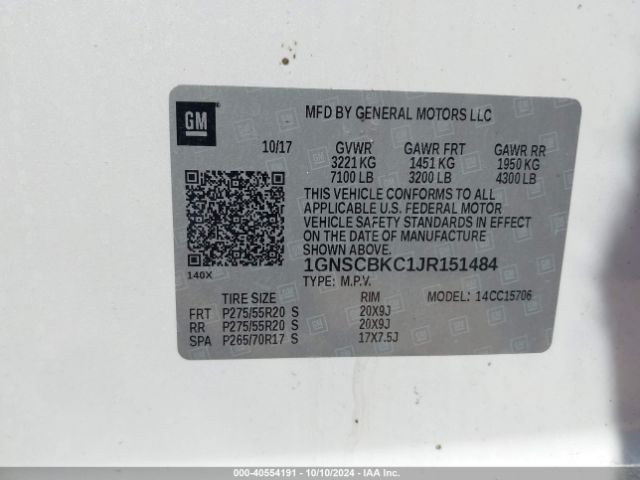 GM
MFD BY GENERAL MOTORS LLC
10/17 GVWR GAWR FRT GAWR RR
3221 KG 1451 KG 1950 KG
7100 LB 3200 LB 4300 LB
THIS VEHICLE CONFORMS TO ALL
APPLICABLE U.S. FEDERAL MOTOR
VEHICLE SAFETY STANDARDS IN EFFECT
ON THE DATE OF MANUFACTURE
SHOWN ABOVE.
140X
1GNSCBKC1JR151484
TYPE: M.P.V. MODEL: 14CC15706
TIRE SIZE RIM
FRT P275/55R20 S 20X9J
RR P275/55R20 S 20X9J
SPA P265/70R17 S 17X7.5J
000-40554191 - 10/10/2024 - IAA Inc.